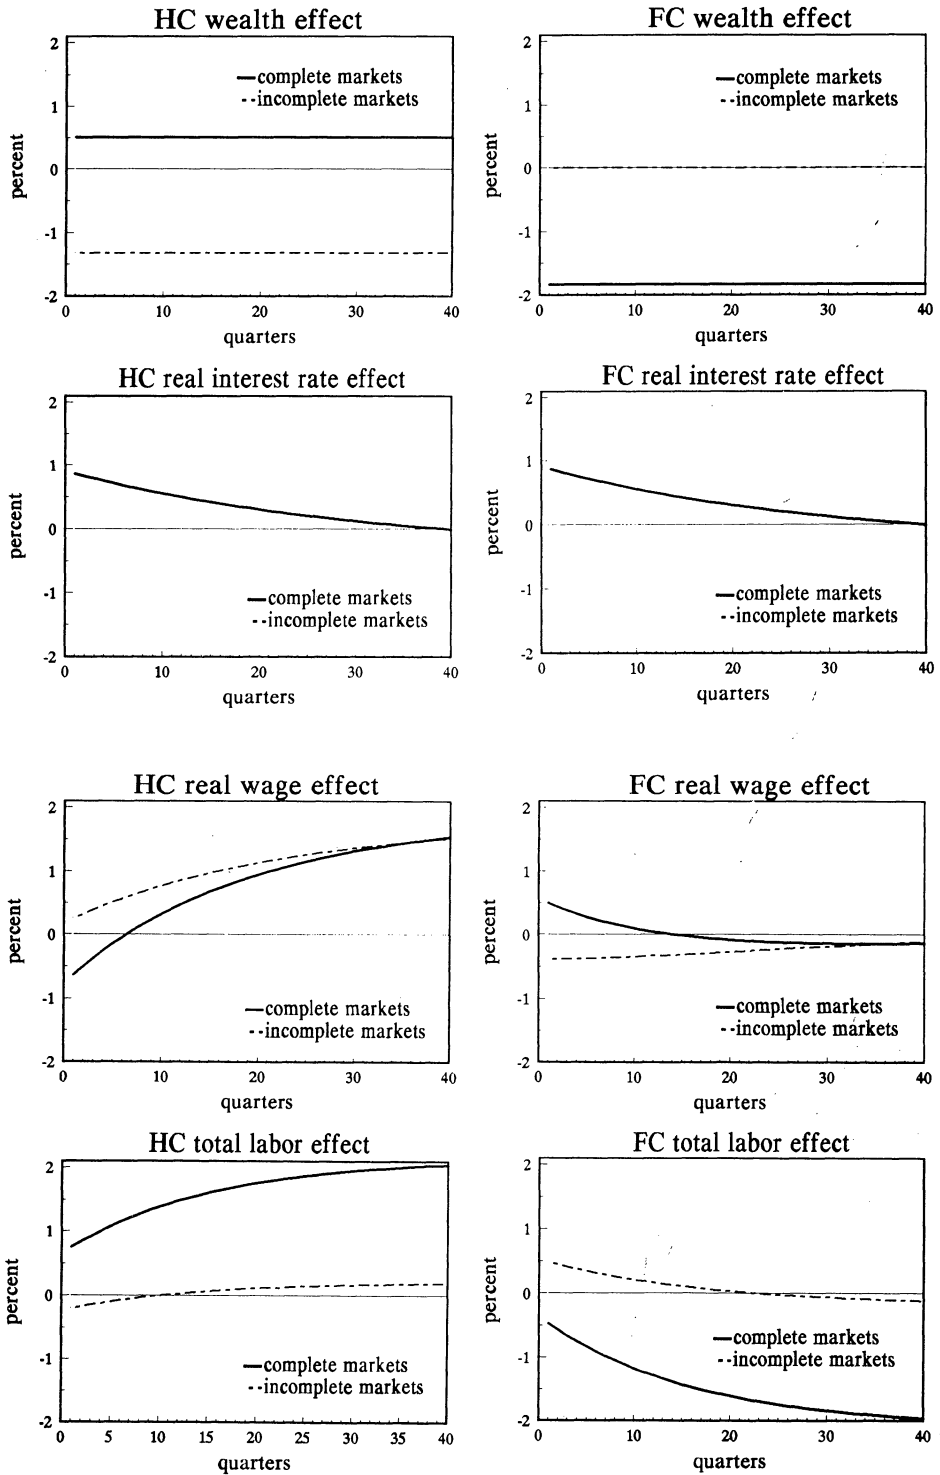 HC wealth effect
2
1
0
-1
-2
percent
complete markets
incomplete markets
0 10 20 30 40
quarters
FC wealth effect
2
1
0
-1
-2
percent
complete markets
incomplete markets
0 10 20 30 40
quarters
HC real interest rate effect
2
1
0
-1
-2
percent
complete markets
incomplete markets
0 10 20 30 40
quarters
FC real interest rate effect
2
1
0
-1
-2
percent
complete markets
incomplete markets
0 10 20 30 40
quarters
HC real wage effect
2
1
0
-1
-2
percent
complete markets
incomplete markets
0 10 20 30 40
quarters
FC real wage effect
2
1
0
-1
-2
percent
complete markets
incomplete markets
0 10 20 30 40
quarters
HC total labor effect
2
1
0
-1
-2
percent
complete markets
incomplete markets
0 5 10 15 20 25 30 35 40
quarters
FC total labor effect
2
1
0
-1
-2
percent
complete markets
incomplete markets
0 10 20 30 40
quarters